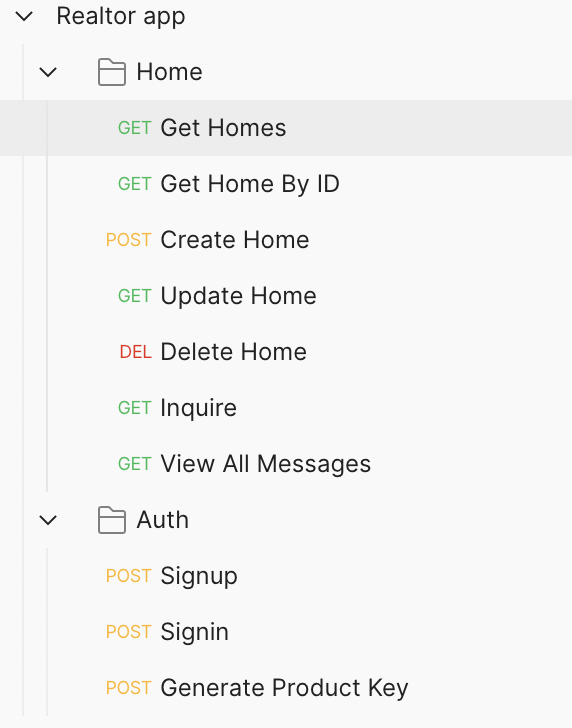 Realtor app
Home
GET Get Homes
GET Get Home By ID
POST Create Home
GET Update Home
DEL Delete Home
GET Inquire
GET View All Messages
Auth
POST Signup
POST Signin
POST Generate Product Key